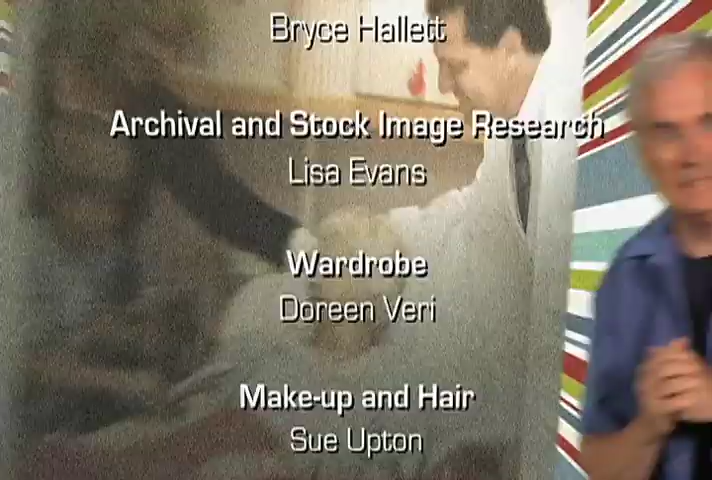 Bryce Hallett
Archival and Stock Image Research
Lisa Evans
Wardrobe
Doreen Veri
Make-up and Hair
Sue Upton